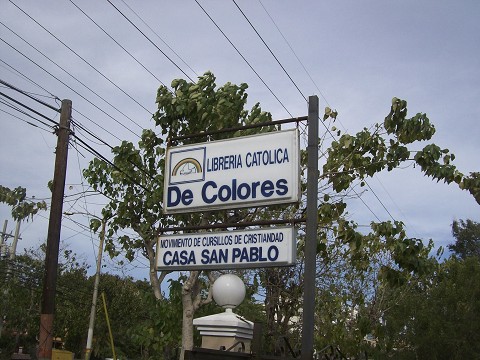 LIBRERIA CATOLICA
De Colores
MOVIMIENTO DE CURSILLOS DE CRISTIANDAD
CASA SAN PABLO